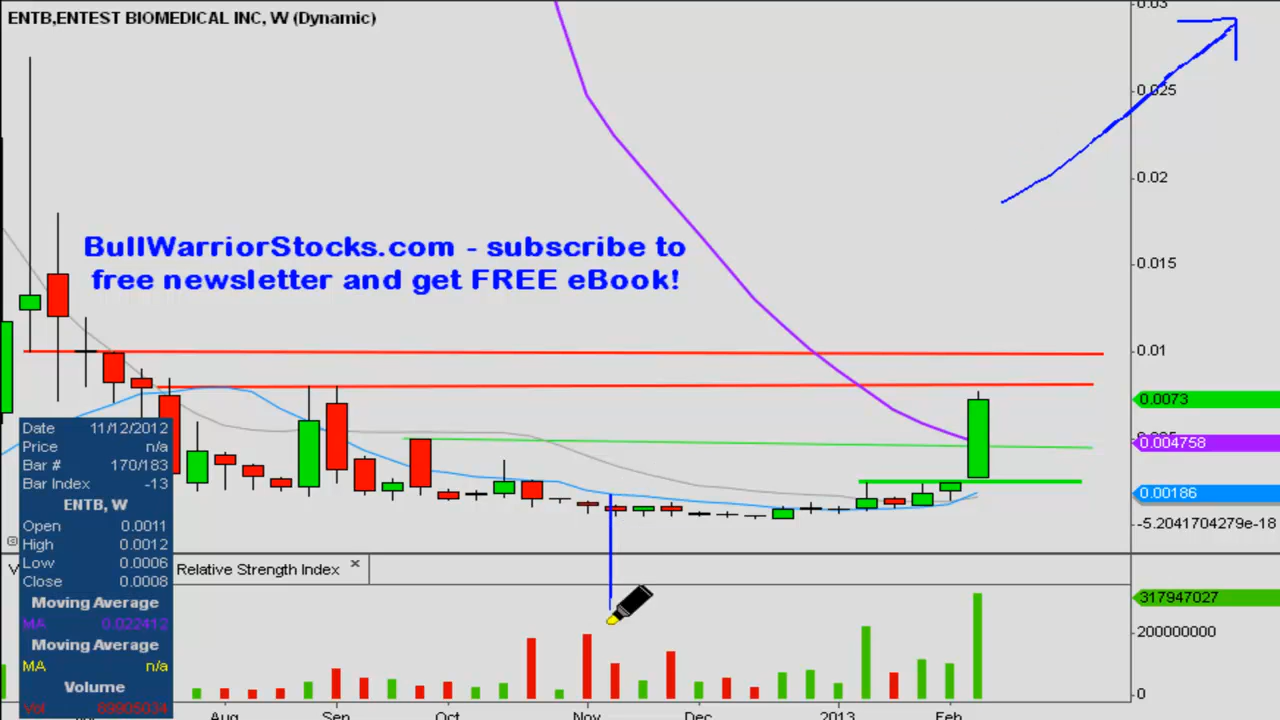 ENTB,ENTEST BIOMEDICAL INC, W (Dynamic)
0.03
0.025
0.02
0.015
0.01
0.0073
0.004758
0.00186
-5.2041704279e-18
BullWarriorStocks.com - subscribe to
free newsletter and get FREE eBook!
Date 11/12/2012
Price n/a
Bar # 170/183
Bar Index -13
ENTB, W
Open 0.0011
High 0.0012
Low 0.0006
Close 0.0008
Moving Average
MA 0.022412
Moving Average
MA n/a
Volume
Vol 89905034
Relative Strength Index
317947027
200000000
0
Aug Sep Oct Nov Dec 2013 Feb